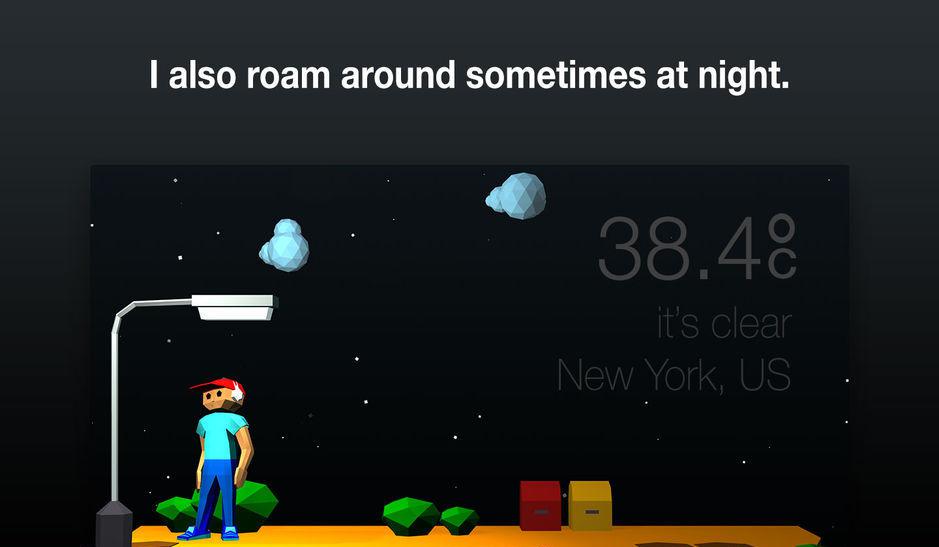 I also roam around sometimes at night.
38.4°C
it's clear
New York, US